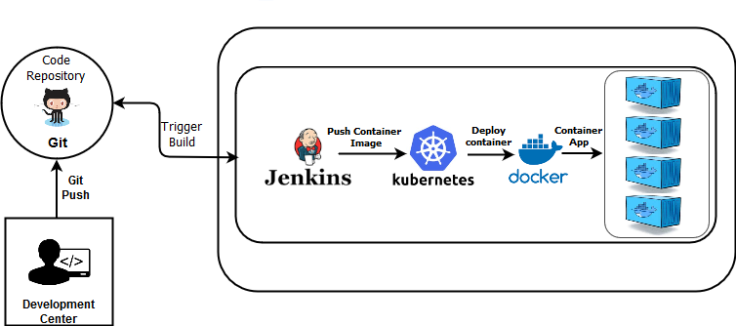 Code
Repository
Git
Git
Push
Development
Center
</>
Trigger
Build
Jenkins
Push Container
Image
kubernetes
Deploy
container
docker
Container
App